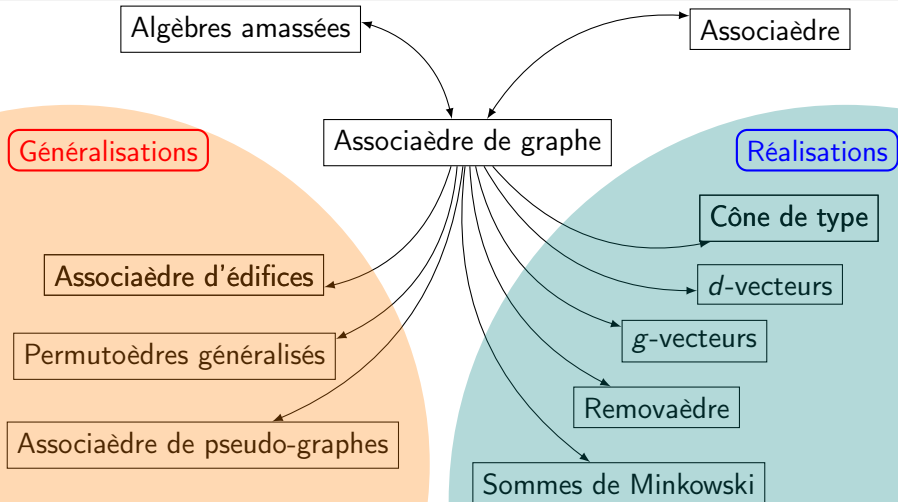 Algèbres amassées
Associaèdre
Associaèdre de graphe
Généralisations
Réalisations
Cône de type
Associaèdre d'édifices
d-vecteurs
g-vecteurs
Permutoèdres généralisés
Removaèdre
Associaèdre de pseudo-graphes
Sommes de Minkowski